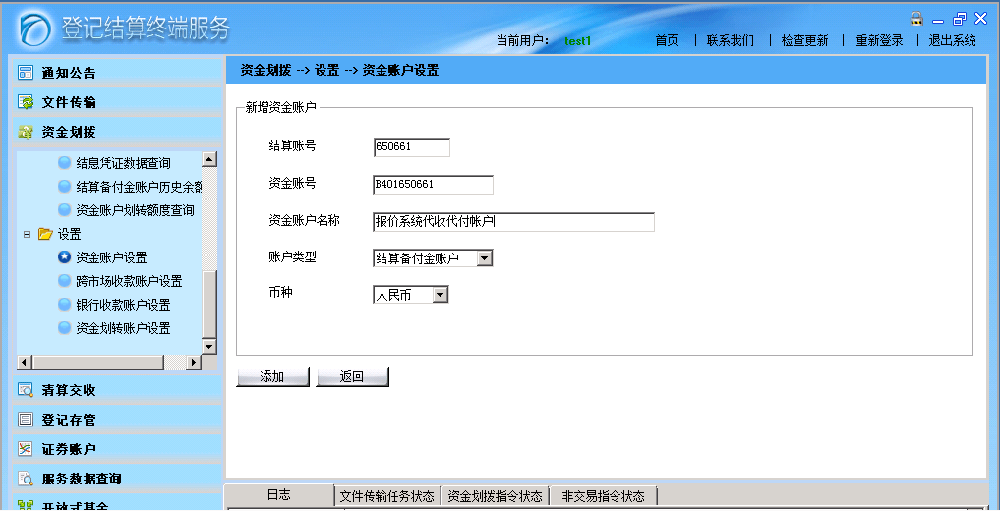 登记结算终端服务
当前用户： test1 首页 | 联系我们 | 检查更新 | 重新登录 | 退出系统
通知公告
文件传输
资金划拨
结息凭证数据查询
结算备付金账户历史余额
资金账户划转额度查询
设置
资金账户设置
跨市场收款账户设置
银行收款账户设置
资金划转账户设置
清算交收
登记存管
证券账户
服务数据查询
开放式基金
资金划拨 --> 设置 --> 资金账户设置
新增资金账户
结算账号 650661
资金账号 B401650661
资金账户名称 报价系统代收代付帐户
账户类型 结算备付金账户
币种 人民币
添加 返回
日志 文件传输任务状态 资金划拨指令状态 非交易指令状态